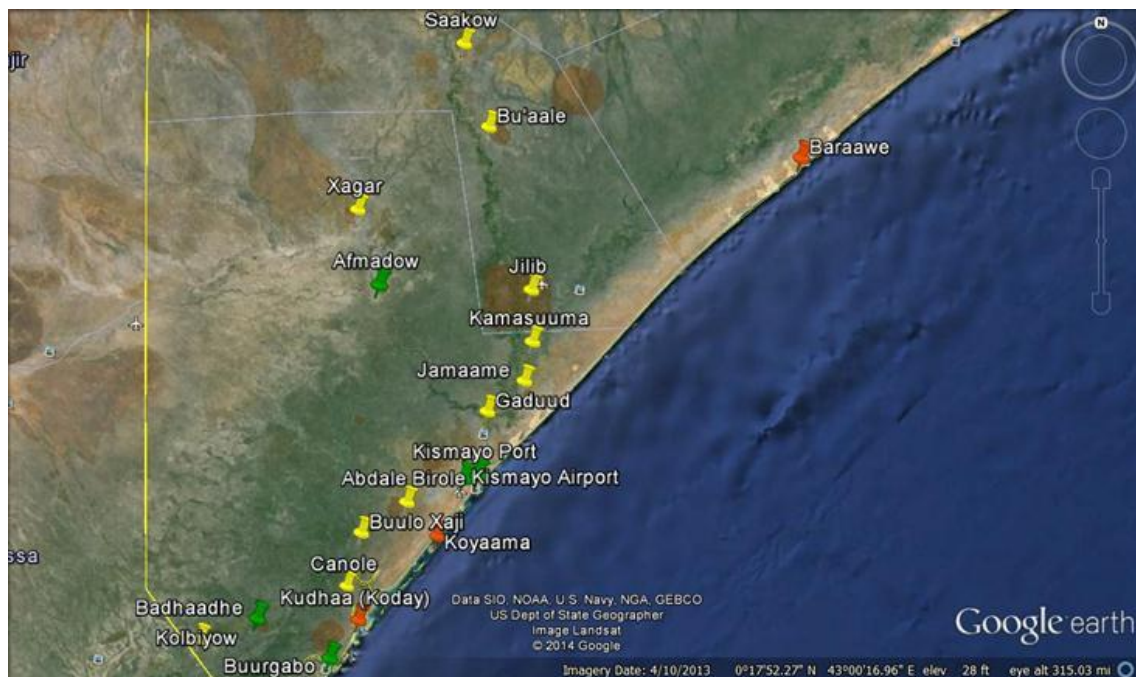 Saakow
jir
N
Bu'aale
Baraawe
Xagar
Afmadow
Jilib
Kamasuuma
Jamaame
Gaduud
Kismayo Port
Abdale Birole
Kismayo Airport
Buulo Xaji
Koyaama
ssa
Canole
Kudhaa (Koday)
Badhaadhe
Kolbiyow
Buurgabo
Data SIO, NOAA, U.S. Navy, NGA, GEBCO
US Dept of State Geographer
Image Landsat
© 2014 Google
Google earth
Imagery Date: 4/10/2013 0°17'52.27" N 43°00'16.96" E elev 28 ft eye alt 315.03 mi